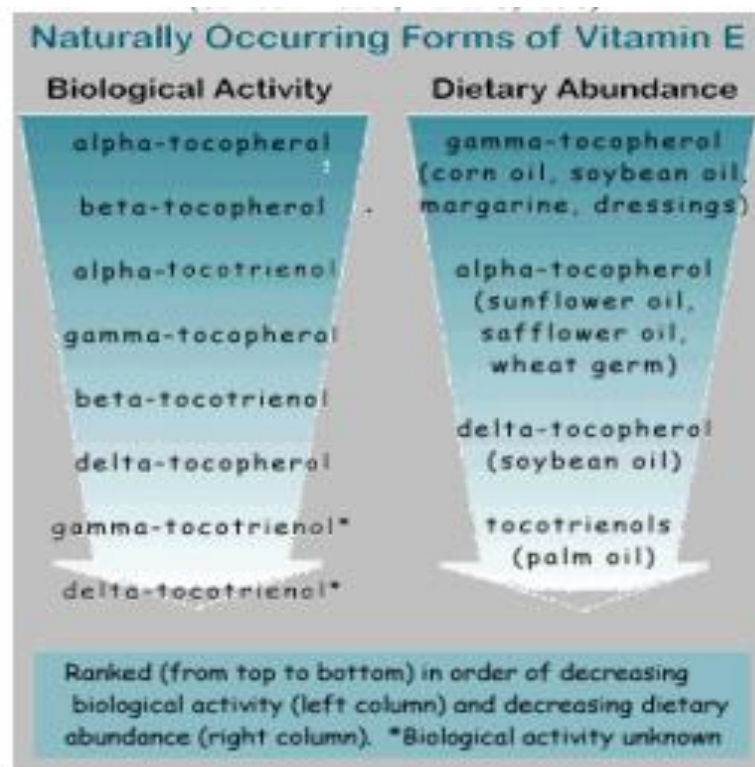 Naturally Occurring Forms of Vitamin E
Biological Activity
alpha-tocopherol
beta-tocopherol
alpha-tocotrienol
gamma-tocopherol
beta-tocotrienol
delta-tocopherol
gamma-tocotrienol*
delta-tocotrienol*
Dietary Abundance
gamma-tocopherol
(corn oil, soybean oil,
margarine, dressings)
alpha-tocopherol
(sunflower oil,
safflower oil,
wheat germ)
delta-tocopherol
(soybean oil)
tocotrienols
(palm oil)
Ranked (from top to bottom) in order of decreasing
biological activity (left column) and decreasing dietary
abundance (right column). *Biological activity unknown